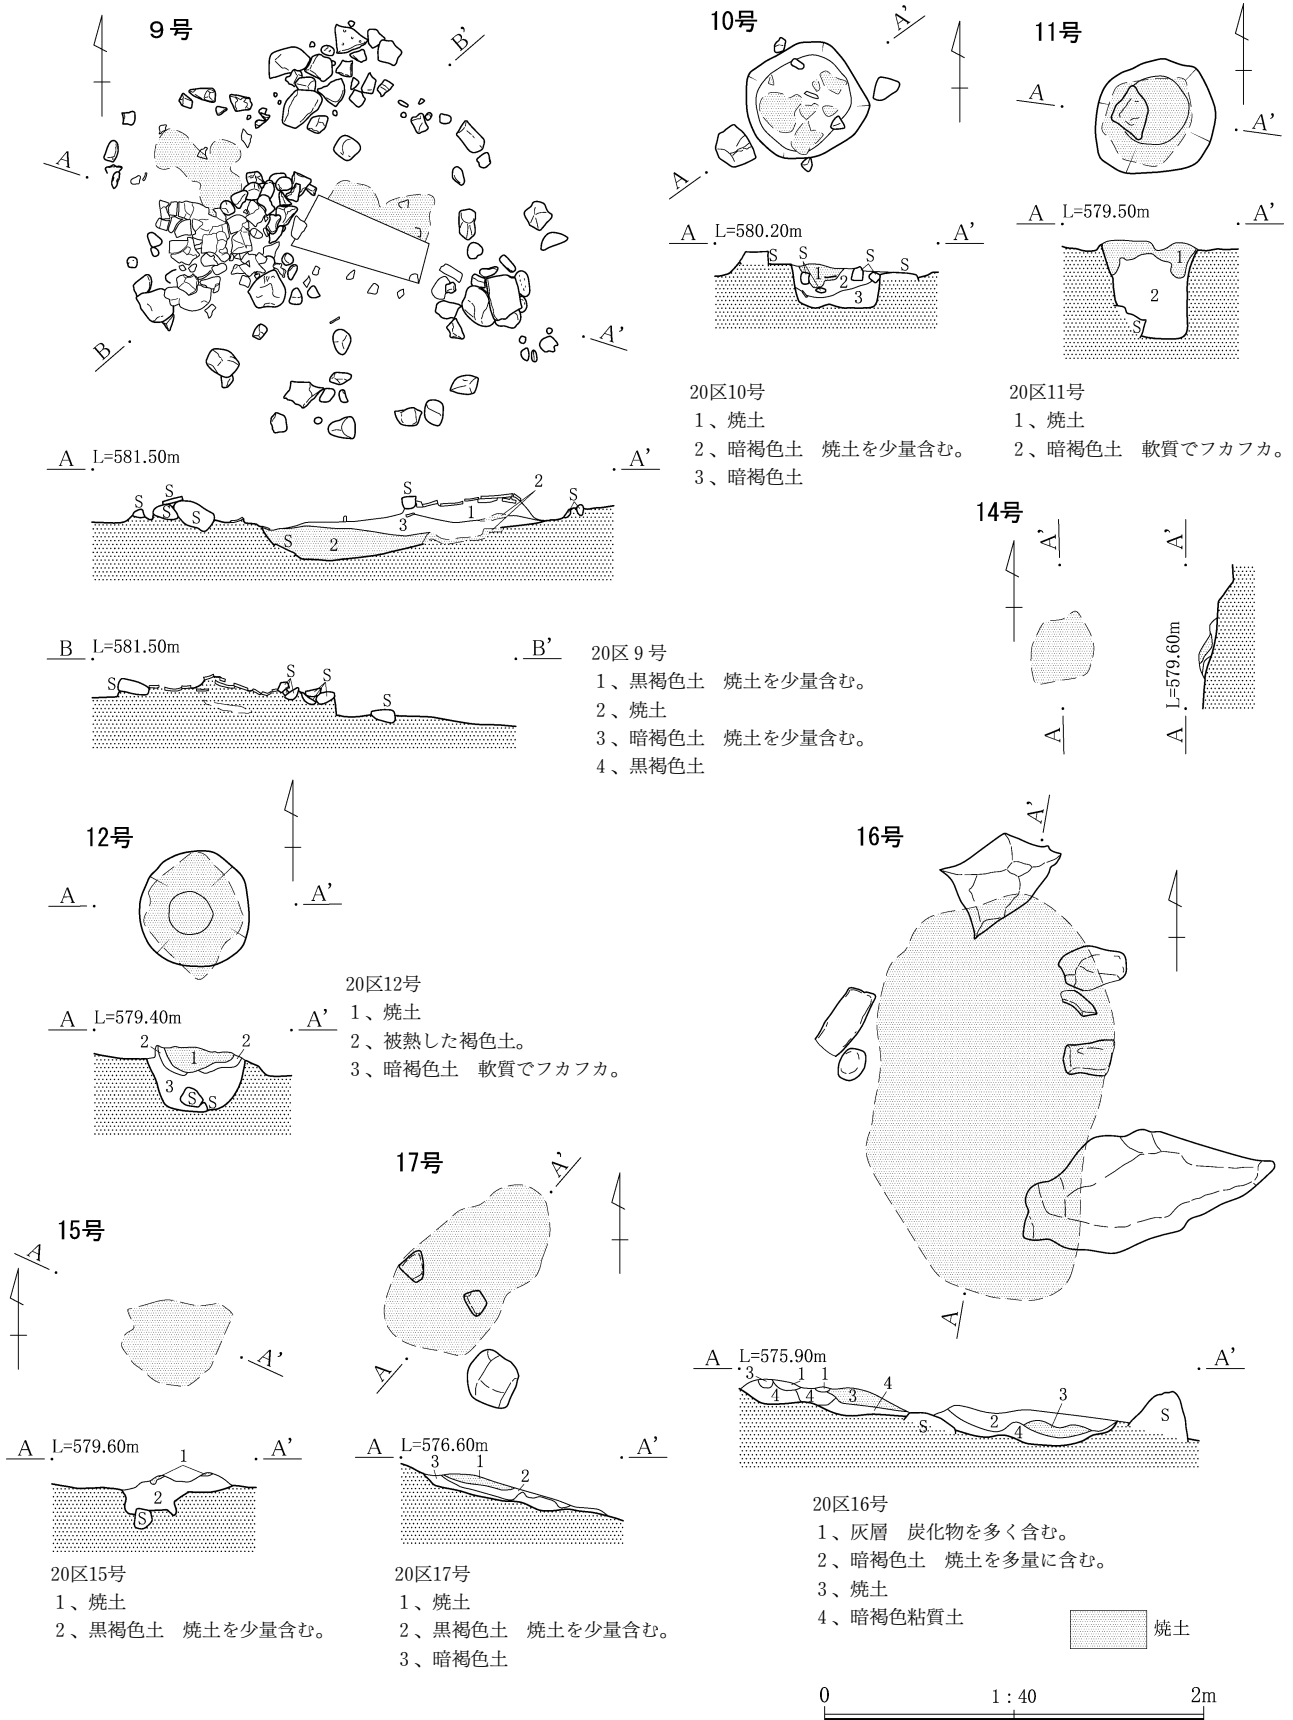 9号
A
B'
B
A'
A L=581.50m A'
S
S
S
S
S
S
S
1
2
2
3
B L=581.50m B'
S
S
S
S
20区9号
1、黒褐色土　焼土を少量含む。
2、焼土
3、暗褐色土　焼土を少量含む。
4、黒褐色土
10号
A'
A
A L=580.20m A'
S
S
S
S
1
2
3
20区10号
1、焼土
2、暗褐色土　焼土を少量含む。
3、暗褐色土
11号
A
A'
A L=579.50m A'
1
2
S
20区11号
1、焼土
2、暗褐色土　軟質でフカフカ。
14号
A'
A'
L=579.60m
A
A
12号
A
A'
A L=579.40m A'
2
1
2
3
S
S
20区12号
1、焼土
2、被熱した褐色土。
3、暗褐色土　軟質でフカフカ。
16号
A'
A
A L=575.90m A'
3
1
1
4
4
3
4
S
2
4
3
S
20区16号
1、灰層　炭化物を多く含む。
2、暗褐色土　焼土を多量に含む。
3、焼土
4、暗褐色粘質土
15号
A
A'
A L=579.60m A'
1
2
S
20区15号
1、焼土
2、黒褐色土　焼土を少量含む。
17号
A'
A
A L=576.60m A'
3
1
2
20区17号
1、焼土
2、黒褐色土　焼土を少量含む。
3、暗褐色土
焼土
0 1：40 2m